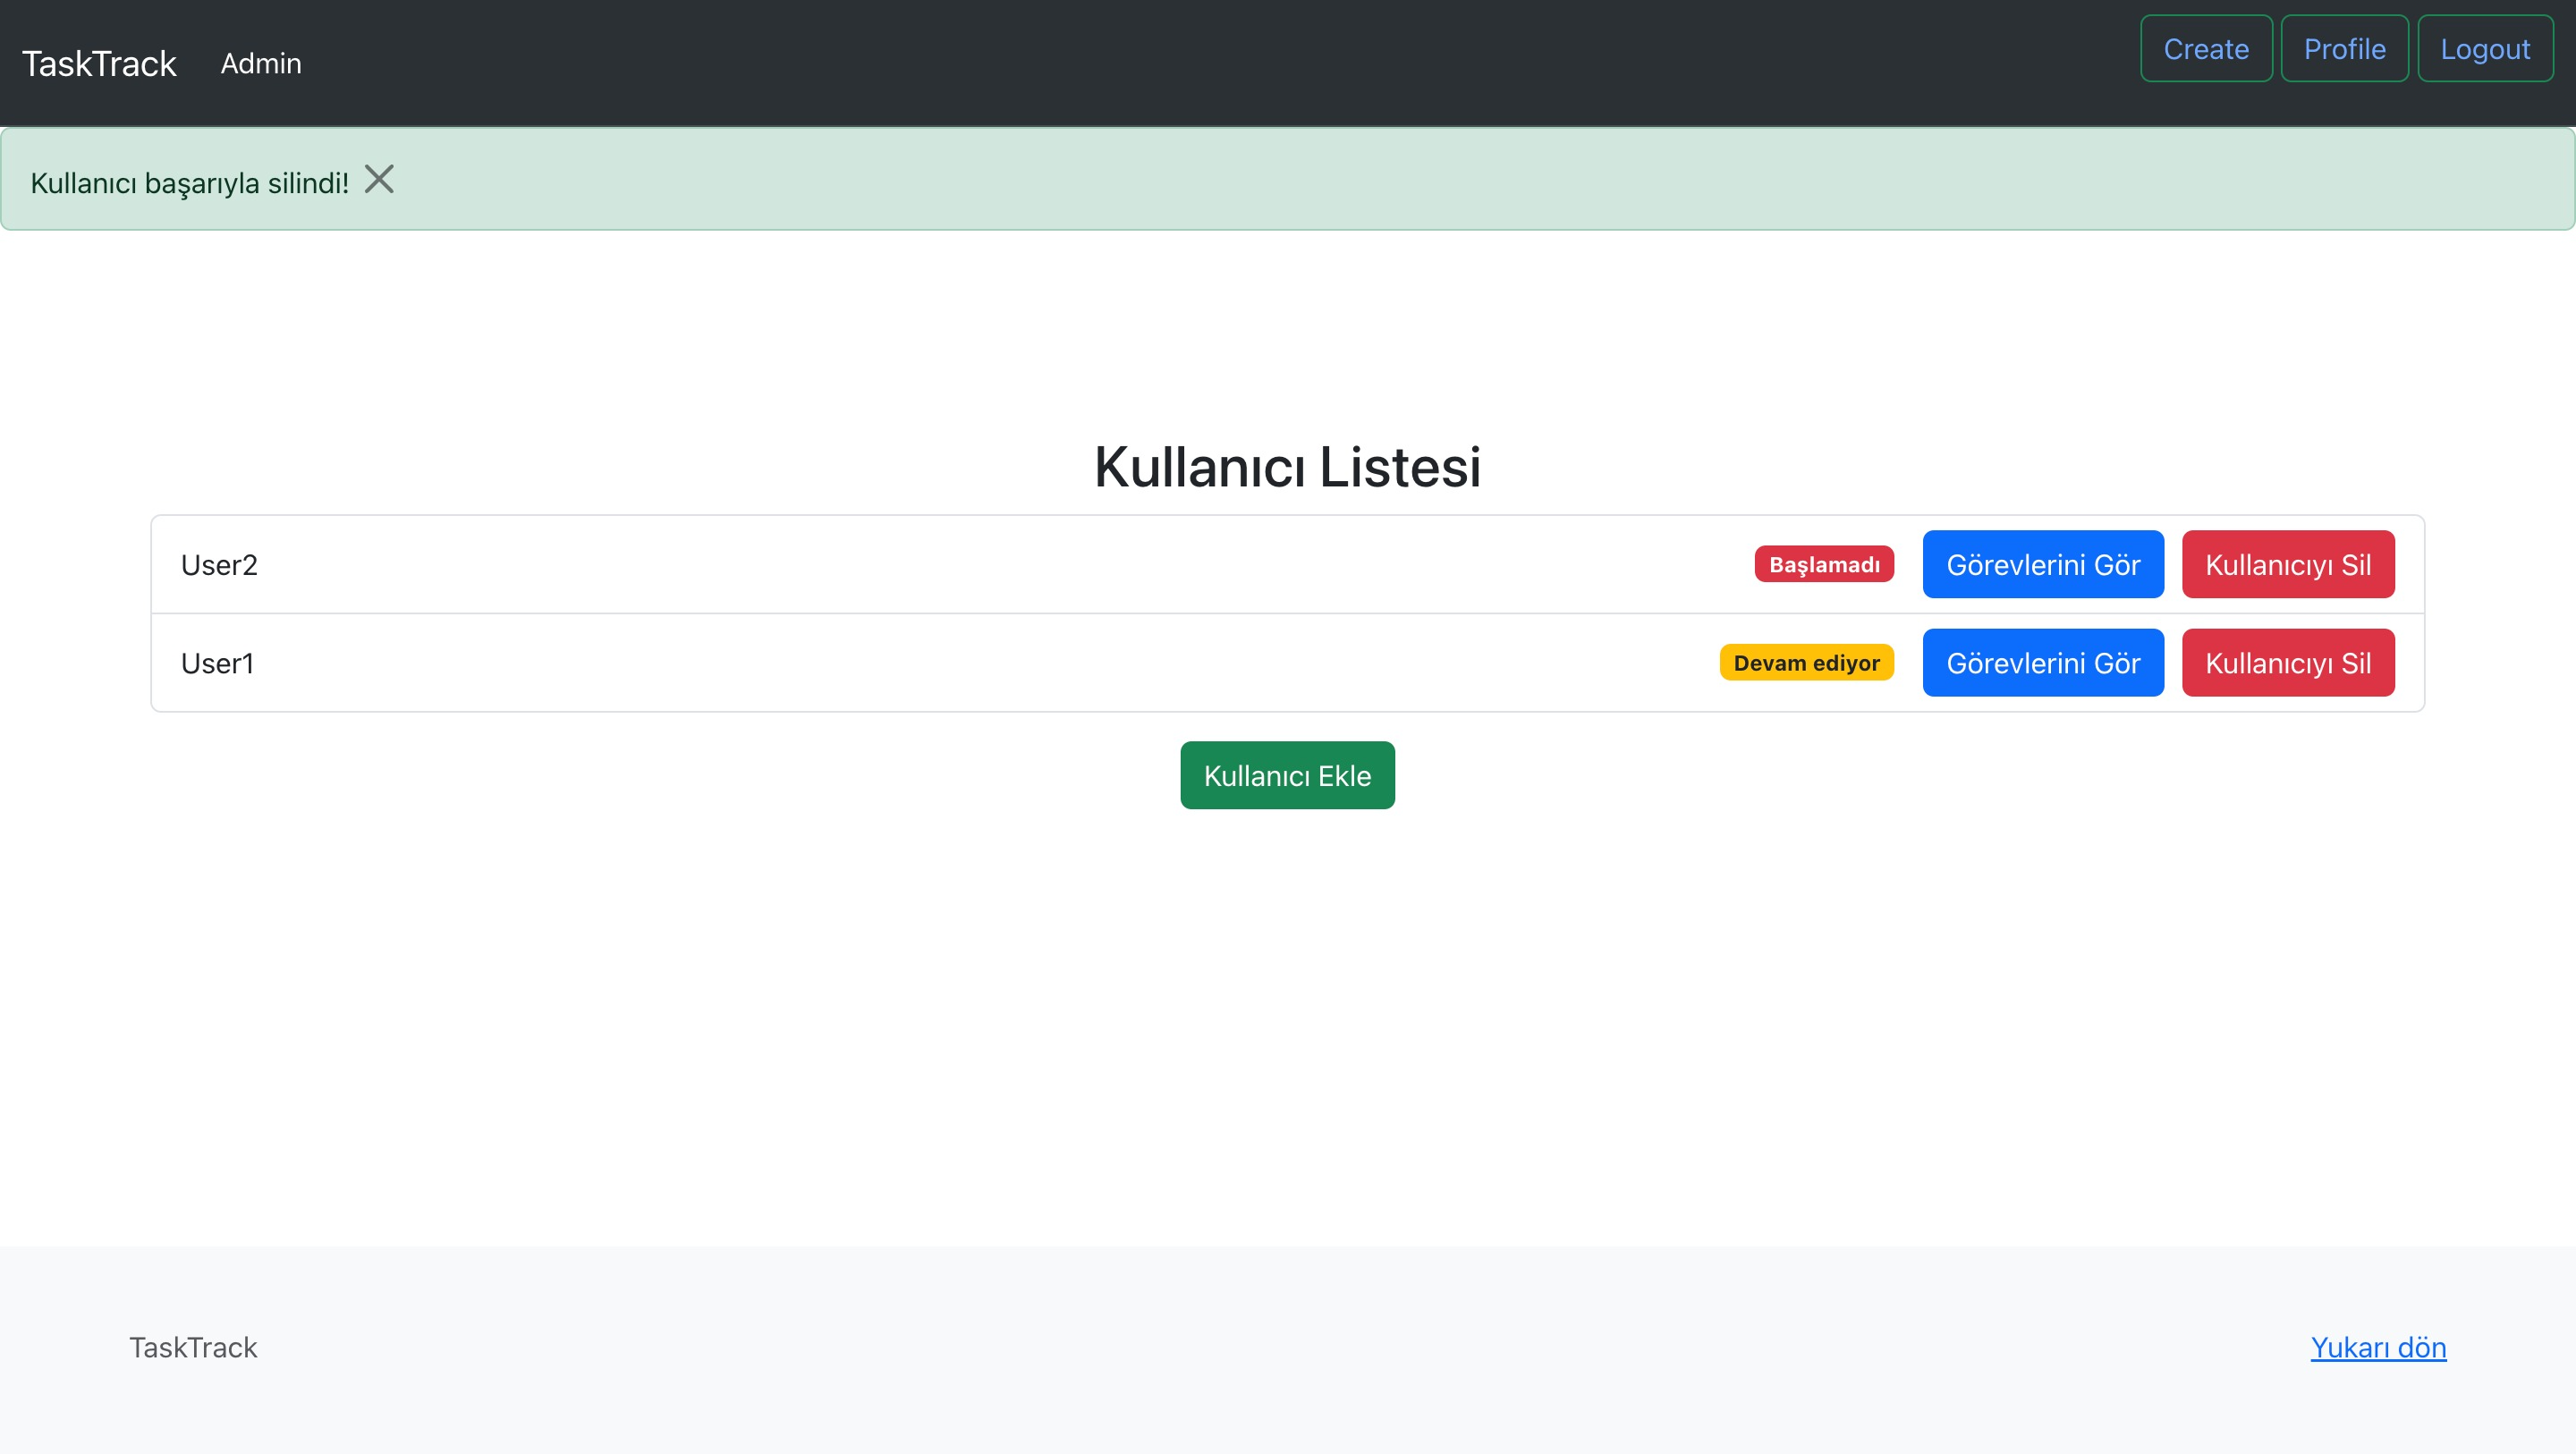 TaskTrack Admin Create Profile Logout
Kullanıcı başarıyla silindi!
Kullanıcı Listesi
User2 Başlamadı Görevlerini Gör Kullanıcıyı Sil
User1 Devam ediyor Görevlerini Gör Kullanıcıyı Sil
Kullanıcı Ekle
TaskTrack Yukarı dön